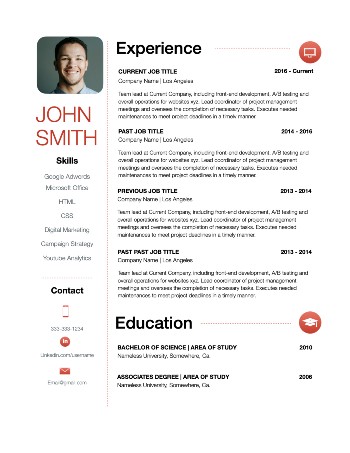 JOHN
SMITH
Skills
Google Adwords
Microsoft Office
HTML
CSS
Digital Marketing
Campaign Strategy
Youtube Analytics
Contact
333-333-1234
in
LinkedIn.com/username
Email@gmail.com
Experience
CURRENT JOB TITLE 2016 - Current
Company Name | Los Angeles
Team lead at Current Company, including front-end development, A/B testing and
overall operations for websites xyz. Lead coordinator of project management
meetings and oversees the completion of necessary tasks. Executes needed
maintenances to meet project deadlines in a timely manner.
PAST JOB TITLE 2014 - 2016
Company Name | Los Angeles
Team lead at Current Company, including front-end development, A/B testing and
overall operations for websites xyz. Lead coordinator of project management
meetings and oversees the completion of necessary tasks. Executes needed
maintenances to meet project deadlines in a timely manner.
PREVIOUS JOB TITLE 2013 - 2014
Company Name | Los Angeles
Team lead at Current Company, including front-end development, A/B testing and
overall operations for websites xyz. Lead coordinator of project management
meetings and oversees the completion of necessary tasks. Executes needed
maintenances to meet project deadlines in a timely manner.
PAST PAST JOB TITLE 2013 - 2014
Company Name | Los Angeles
Team lead at Current Company, including front-end development, A/B testing and
overall operations for websites xyz. Lead coordinator of project management
meetings and oversees the completion of necessary tasks. Executes needed
maintenances to meet project deadlines in a timely manner.
Education
BACHELOR OF SCIENCE | AREA OF STUDY 2010
Nameless University, Somewhere, Ca.
ASSOCIATES DEGREE | AREA OF STUDY 2006
Nameless University, Somewhere, Ca.